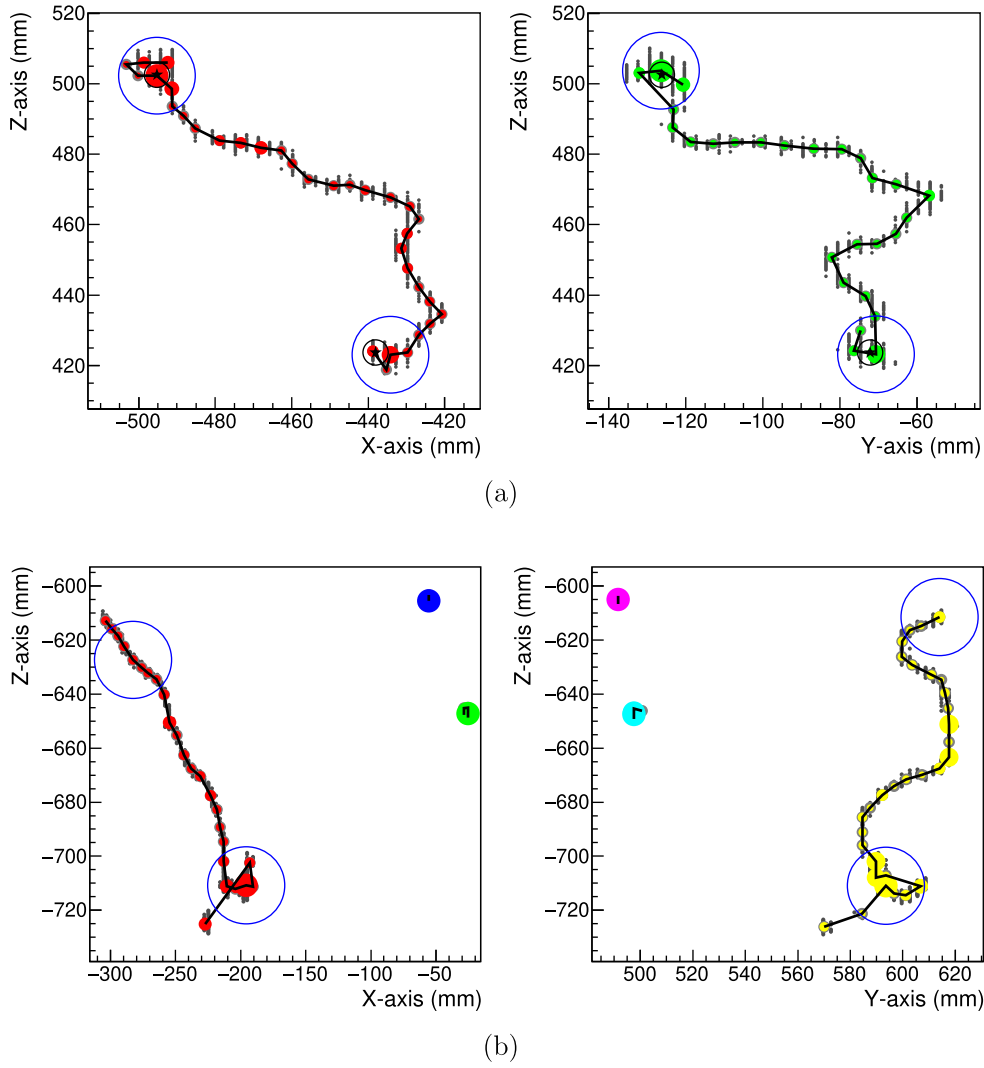 520
500
480
460
440
420
Z-axis (mm)
−500 −480 −460 −440 −420
X-axis (mm)
520
500
480
460
440
420
Z-axis (mm)
−140 −120 −100 −80 −60
Y-axis (mm)
(a)
−600
−620
−640
−660
−680
−700
−720
Z-axis (mm)
−300 −250 −200 −150 −100 −50
X-axis (mm)
−600
−620
−640
−660
−680
−700
−720
Z-axis (mm)
500 520 540 560 580 600 620
Y-axis (mm)
(b)